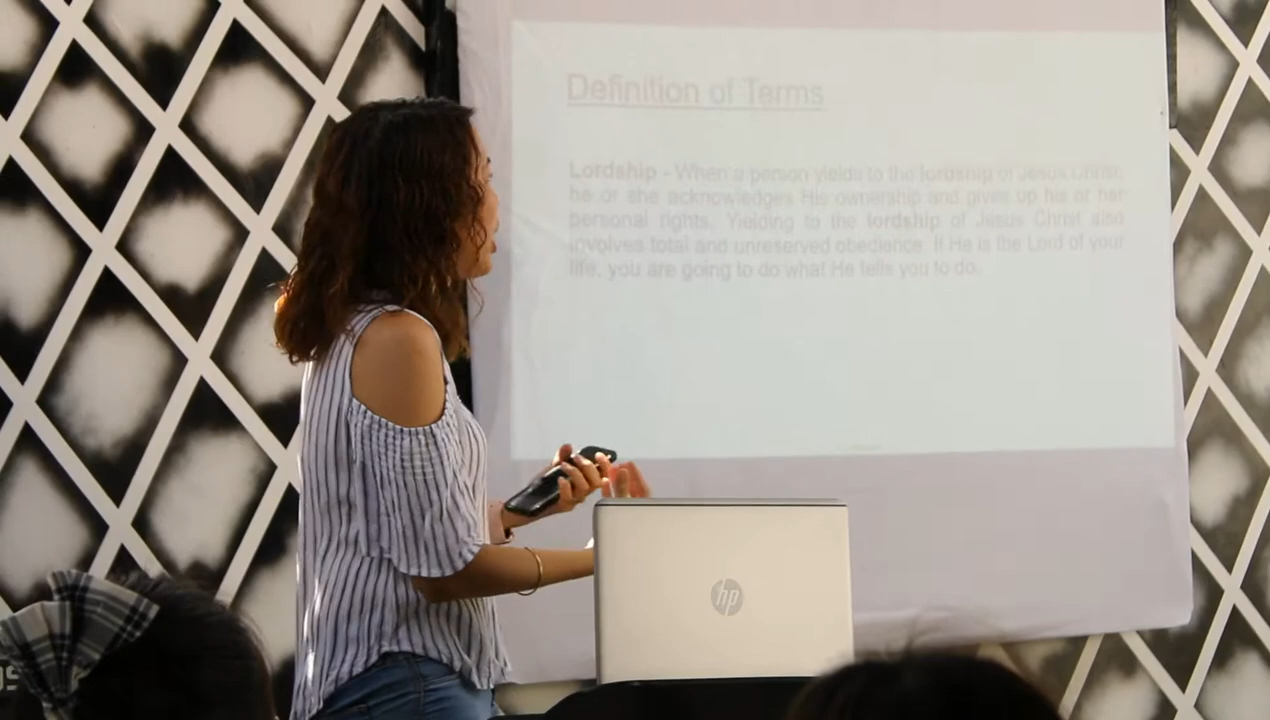 Definition of Terms
Lordship - When a person yields to the lordship of Jesus Christ,
he or she acknowledges His ownership and gives up his or her
personal rights. Yielding to the lordship of Jesus Christ also
involves total and unreserved obedience. If He is the Lord of your
life, you are going to do what He tells you to do.
hp